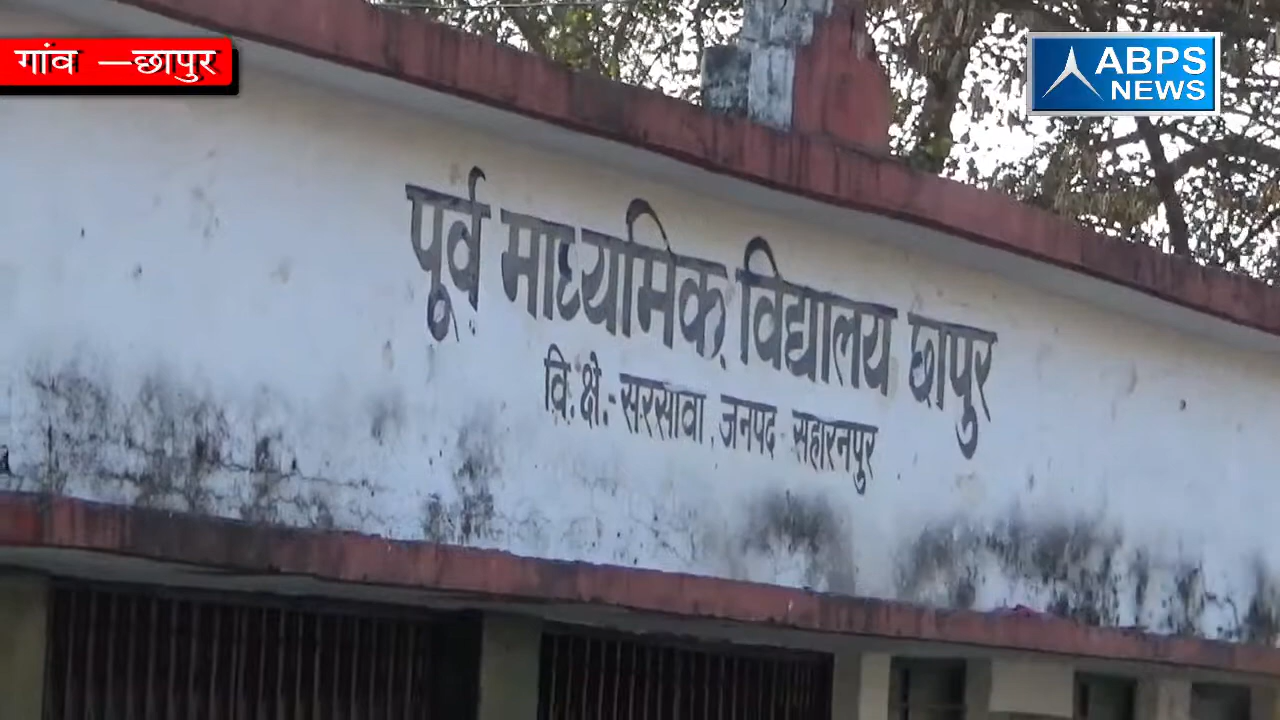 गांव —छापुर
ABPS
NEWS
पूर्व माध्यमिक विद्यालय छापुर
वि. क्षे.- सरसावा, जनपद - सहारनपुर